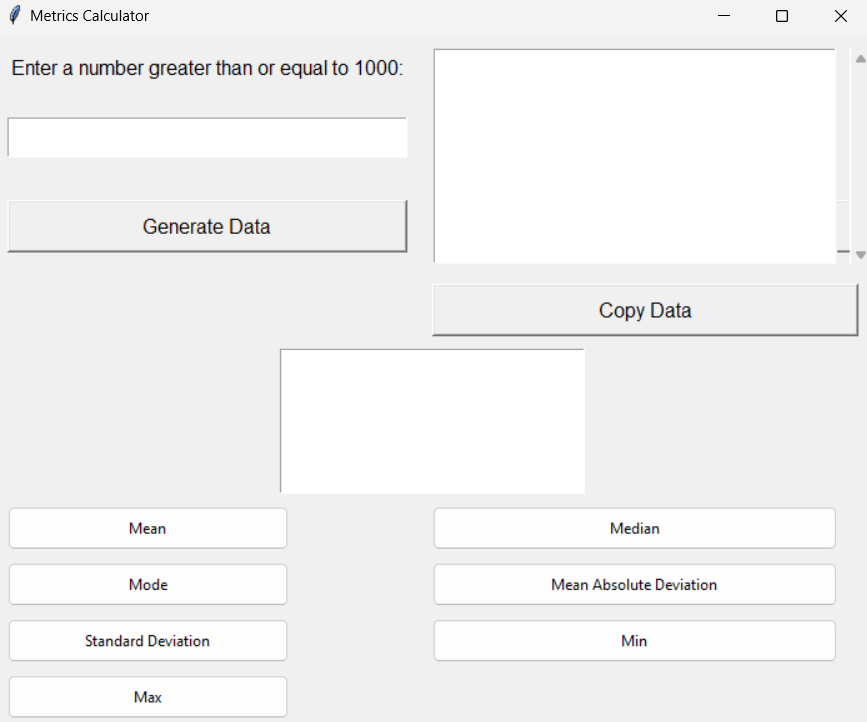 Metrics Calculator
Enter a number greater than or equal to 1000:
Generate Data
Copy Data
Mean
Median
Mode
Mean Absolute Deviation
Standard Deviation
Min
Max